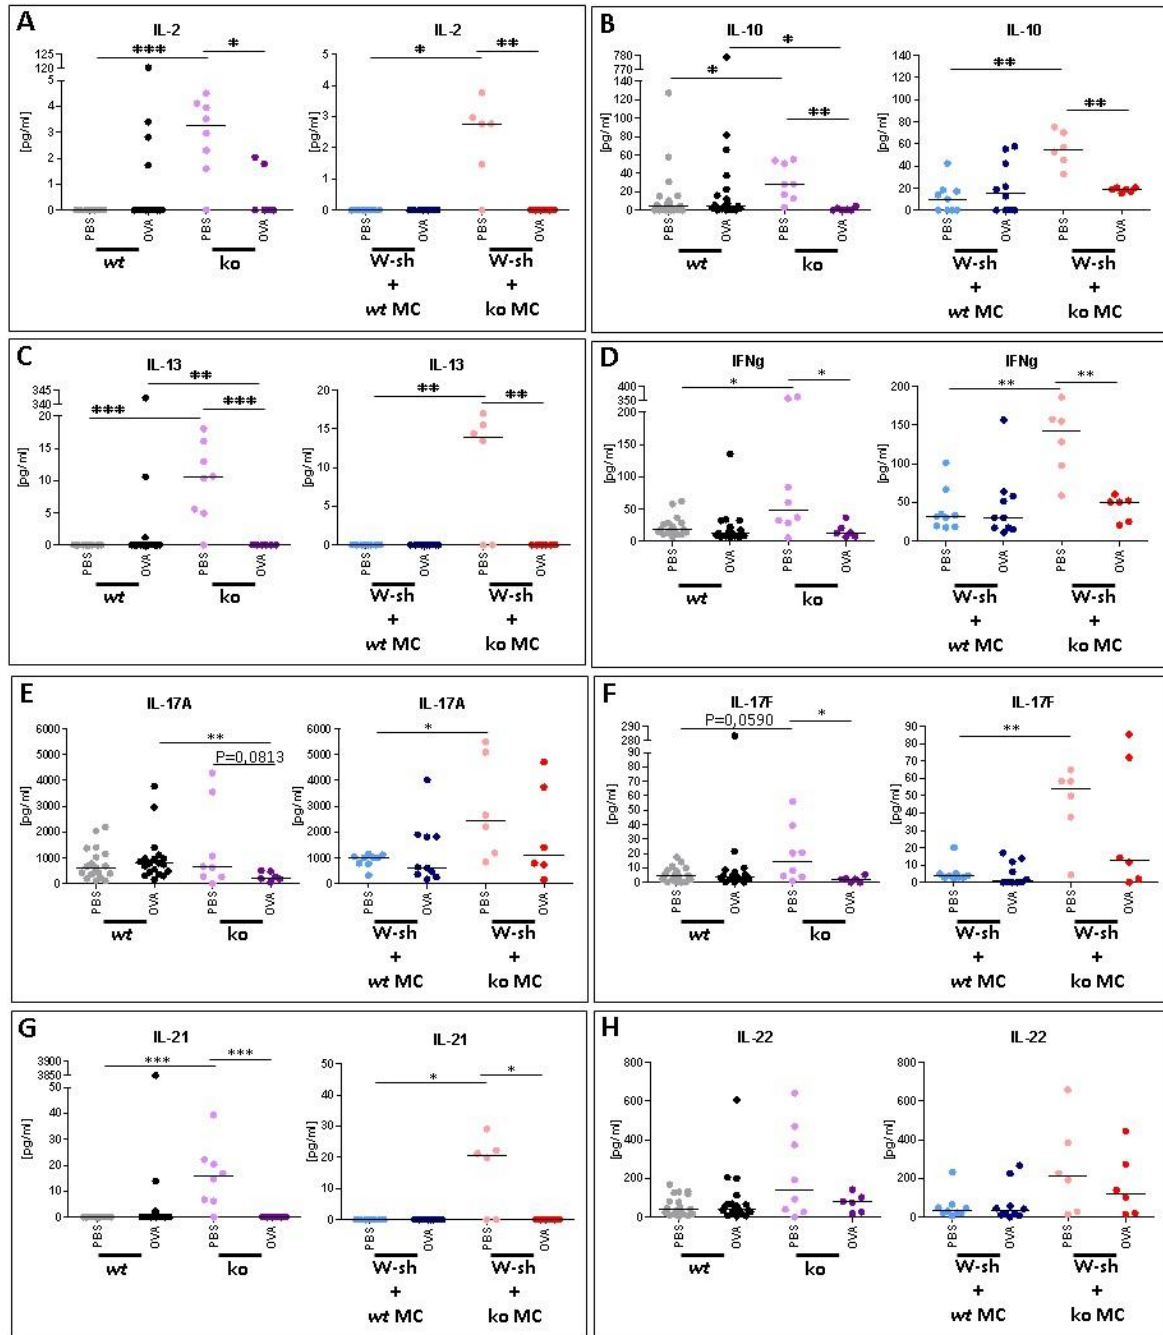 A
IL-2
[pg/ml]
125
120
5
4
3
2
1
0
*** *
PBS OVA PBS OVA
wt ko
IL-2
[pg/ml]
5
4
3
2
1
0
* **
PBS OVA PBS OVA
W-sh W-sh
+ +
wt MC ko MC
B
IL-10
[pg/ml]
780
770
140
120
100
80
60
40
20
0
*
*
**
PBS OVA PBS OVA
wt ko
IL-10
[pg/ml]
140
120
100
80
60
40
20
0
**
**
PBS OVA PBS OVA
W-sh W-sh
+ +
wt MC ko MC
C
IL-13
[pg/ml]
345
340
20
15
10
5
0
**
*** ***
PBS OVA PBS OVA
wt ko
IL-13
[pg/ml]
20
15
10
5
0
** **
PBS OVA PBS OVA
W-sh W-sh
+ +
wt MC ko MC
D
IFNg
[pg/ml]
400
300
200
150
100
50
0
* *
PBS OVA PBS OVA
wt ko
IFNg
[pg/ml]
200
150
100
50
0
** **
PBS OVA PBS OVA
W-sh W-sh
+ +
wt MC ko MC
E
IL-17A
[pg/ml]
6000
5000
4000
3000
2000
1000
0
**
P=0,0813
PBS OVA PBS OVA
wt ko
IL-17A
[pg/ml]
6000
5000
4000
3000
2000
1000
0
*
PBS OVA PBS OVA
W-sh W-sh
+ +
wt MC ko MC
F
IL-17F
[pg/ml]
290
280
90
80
70
60
50
40
30
20
10
0
P=0,0590 *
PBS OVA PBS OVA
wt ko
IL-17F
[pg/ml]
90
80
70
60
50
40
30
20
10
0
**
PBS OVA PBS OVA
W-sh W-sh
+ +
wt MC ko MC
G
IL-21
[pg/ml]
3900
3850
50
40
30
20
10
0
*** ***
PBS OVA PBS OVA
wt ko
IL-21
[pg/ml]
50
40
30
20
10
0
* *
PBS OVA PBS OVA
W-sh W-sh
+ +
wt MC ko MC
H
IL-22
[pg/ml]
800
600
400
200
0
PBS OVA PBS OVA
wt ko
IL-22
[pg/ml]
800
600
400
200
0
PBS OVA PBS OVA
W-sh W-sh
+ +
wt MC ko MC